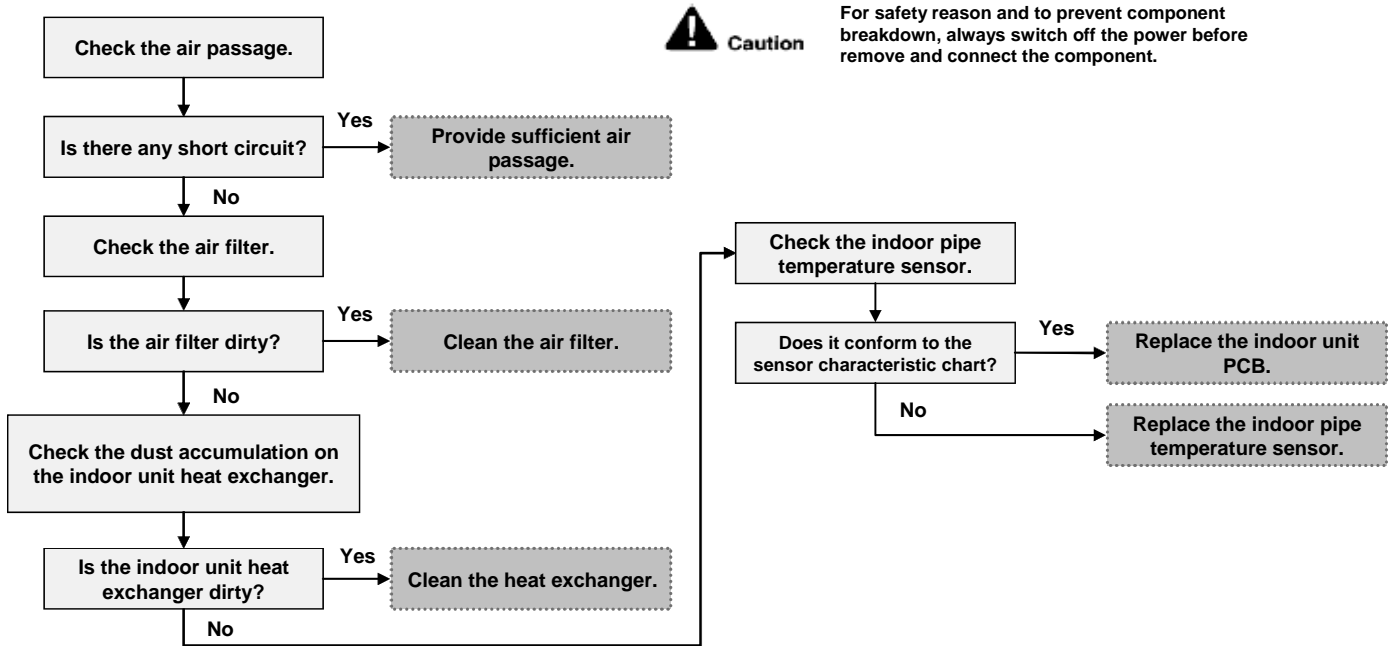 Caution
For safety reason and to prevent component
breakdown, always switch off the power before
remove and connect the component.
Check the air passage.
Is there any short circuit?
Yes
Provide sufficient air
passage.
No
Check the air filter.
Is the air filter dirty?
Yes
Clean the air filter.
No
Check the dust accumulation on
the indoor unit heat exchanger.
Is the indoor unit heat
exchanger dirty?
Yes
Clean the heat exchanger.
No
Check the indoor pipe
temperature sensor.
Does it conform to the
sensor characteristic chart?
Yes
Replace the indoor unit
PCB.
No
Replace the indoor pipe
temperature sensor.